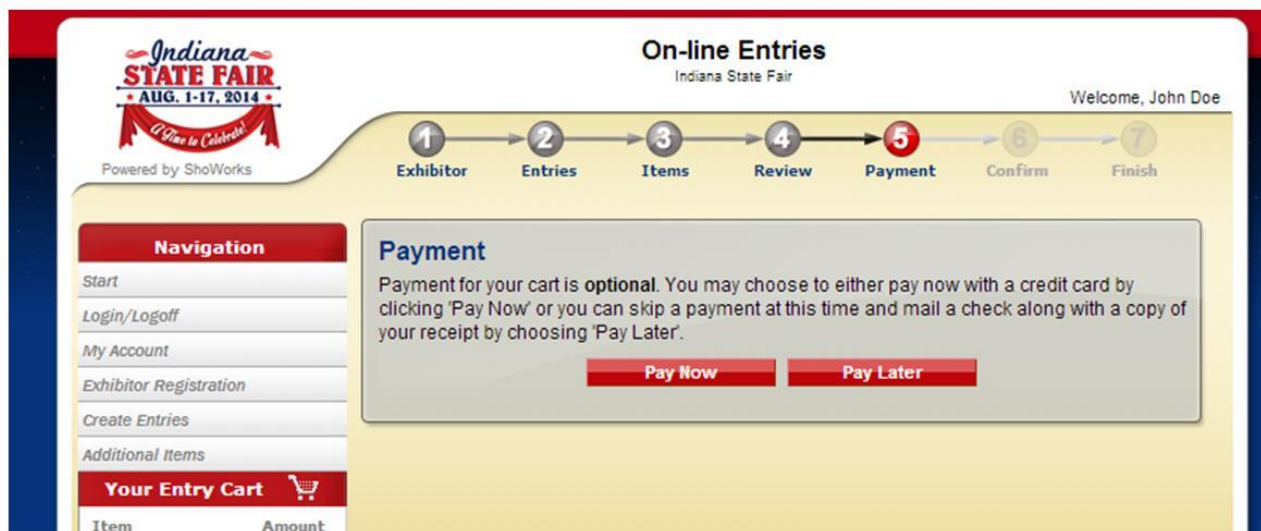 Indiana
STATE FAIR
AUG. 1-17, 2014
A Time to Celebrate!
Powered by ShoWorks
On-line Entries
Indiana State Fair
Welcome, John Doe
1 2 3 4 5 6 7
Exhibitor Entries Items Review Payment Confirm Finish
Navigation
Start
Login/Logoff
My Account
Exhibitor Registration
Create Entries
Additional Items
Your Entry Cart
Item Amount
Payment
Payment for your cart is optional. You may choose to either pay now with a credit card by
clicking 'Pay Now' or you can skip a payment at this time and mail a check along with a copy of
your receipt by choosing 'Pay Later'.
Pay Now Pay Later